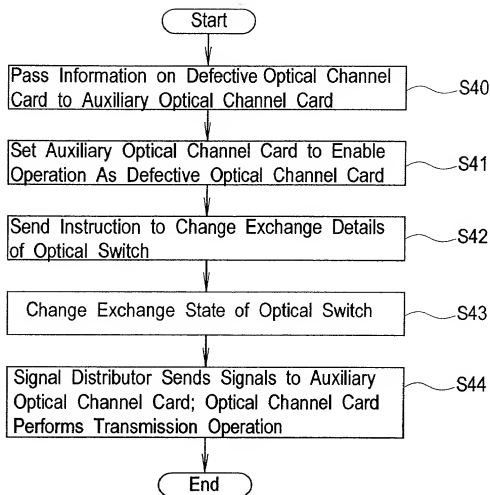 Start
Pass Information on Defective Optical Channel
Card to Auxiliary Optical Channel Card
S40
Set Auxiliary Optical Channel Card to Enable
Operation As Defective Optical Channel Card
S41
Send Instruction to Change Exchange Details
of Optical Switch
S42
Change Exchange State of Optical Switch
S43
Signal Distributor Sends Signals to Auxiliary
Optical Channel Card; Optical Channel Card
Performs Transmission Operation
S44
End